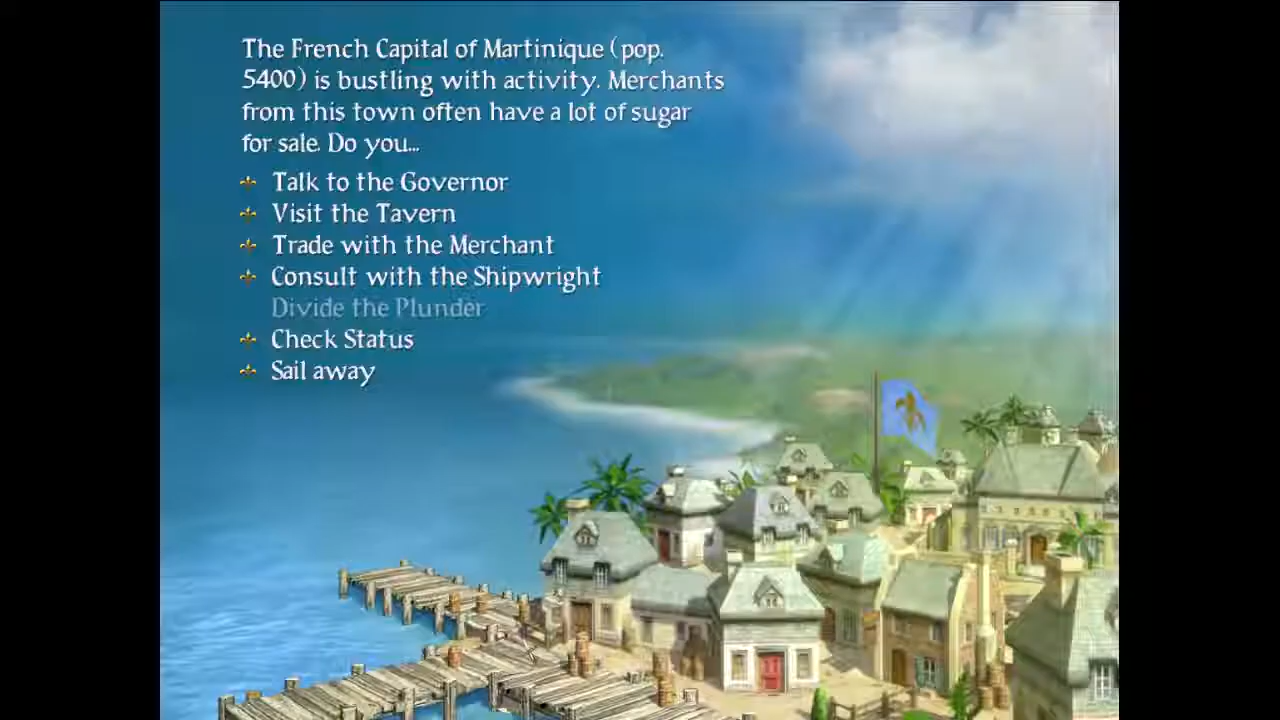 The French Capital of Martinique (pop.
5400) is bustling with activity. Merchants
from this town often have a lot of sugar
for sale. Do you...
Talk to the Governor
Visit the Tavern
Trade with the Merchant
Consult with the Shipwright
Divide the Plunder
Check Status
Sail away